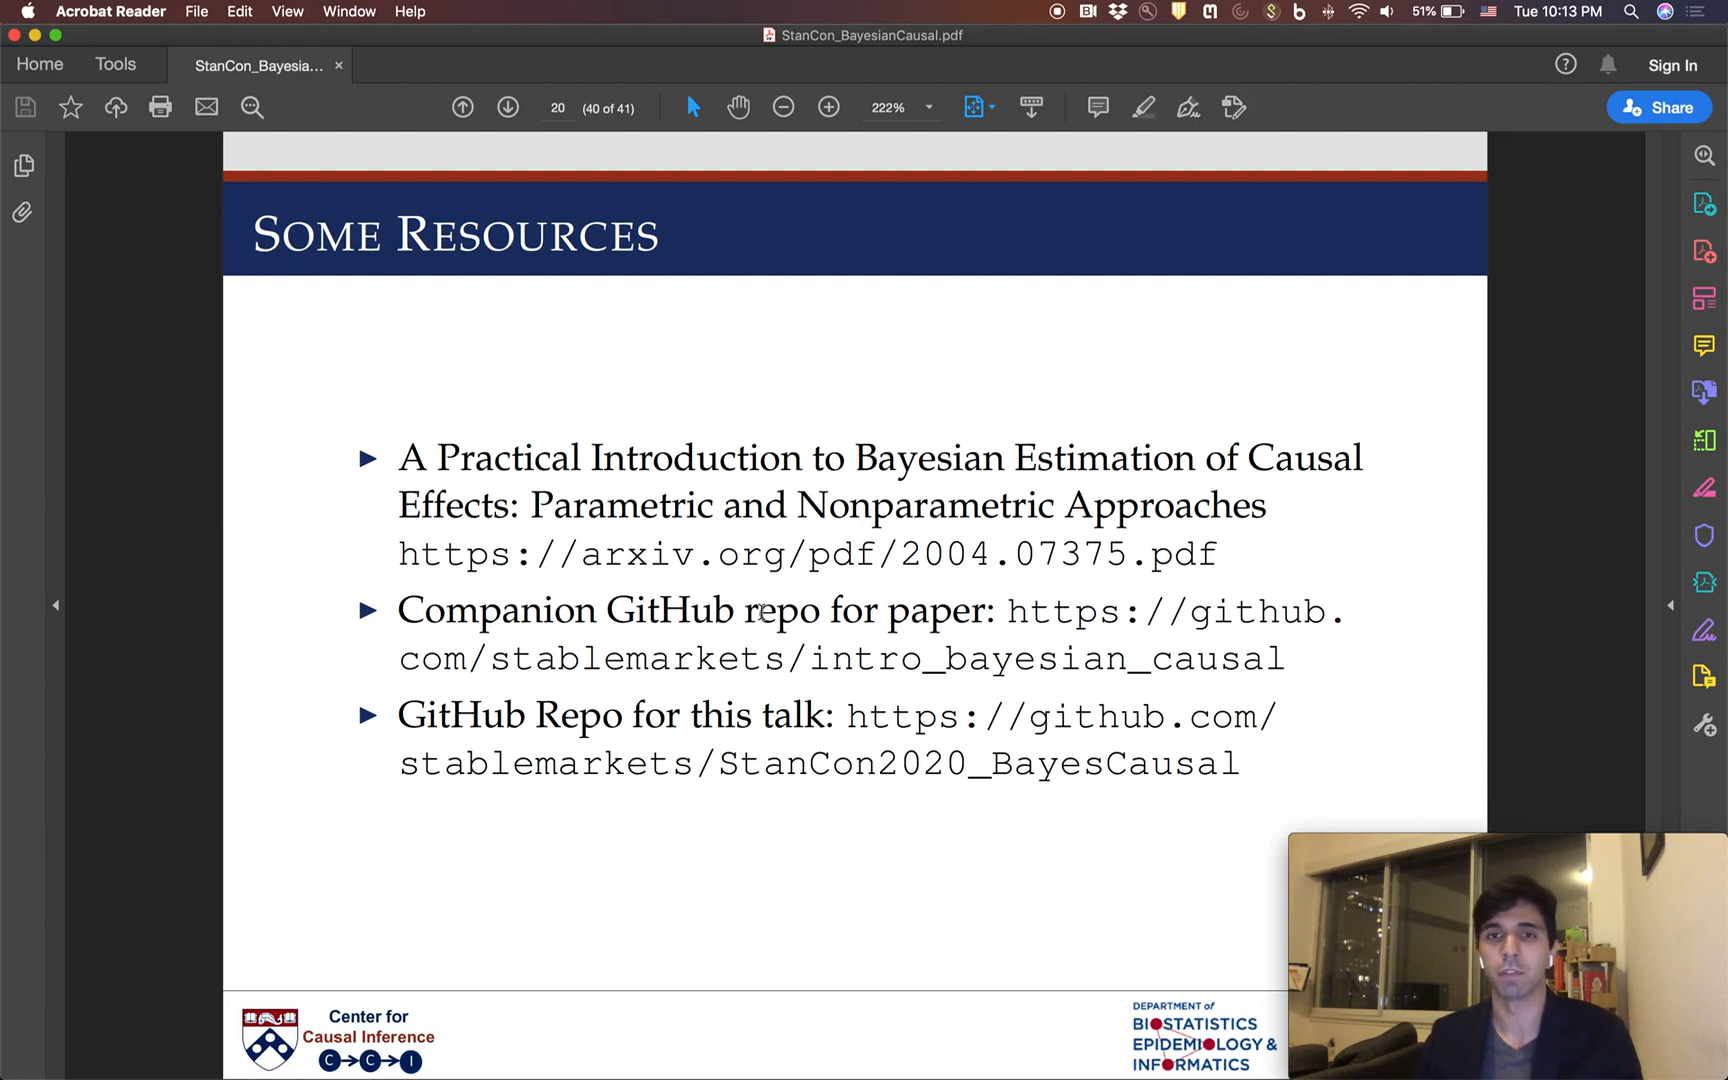 Acrobat Reader File Edit View Window Help 51% Tue 10:13 PM
StanCon_BayesianCausal.pdf
Home Tools StanCon_Bayesia... × Sign In
20 (40 of 41) 222% Share
SOME RESOURCES
A Practical Introduction to Bayesian Estimation of Causal
Effects: Parametric and Nonparametric Approaches
https://arxiv.org/pdf/2004.07375.pdf
Companion GitHub repo for paper: https://github.
com/stablemarkets/intro_bayesian_causal
GitHub Repo for this talk: https://github.com/
stablemarkets/StanCon2020_BayesCausal
Center for
Causal Inference
C C I
DEPARTMENT of
BIOSTATISTICS
EPIDEMIOLOGY &
INFORMATICS